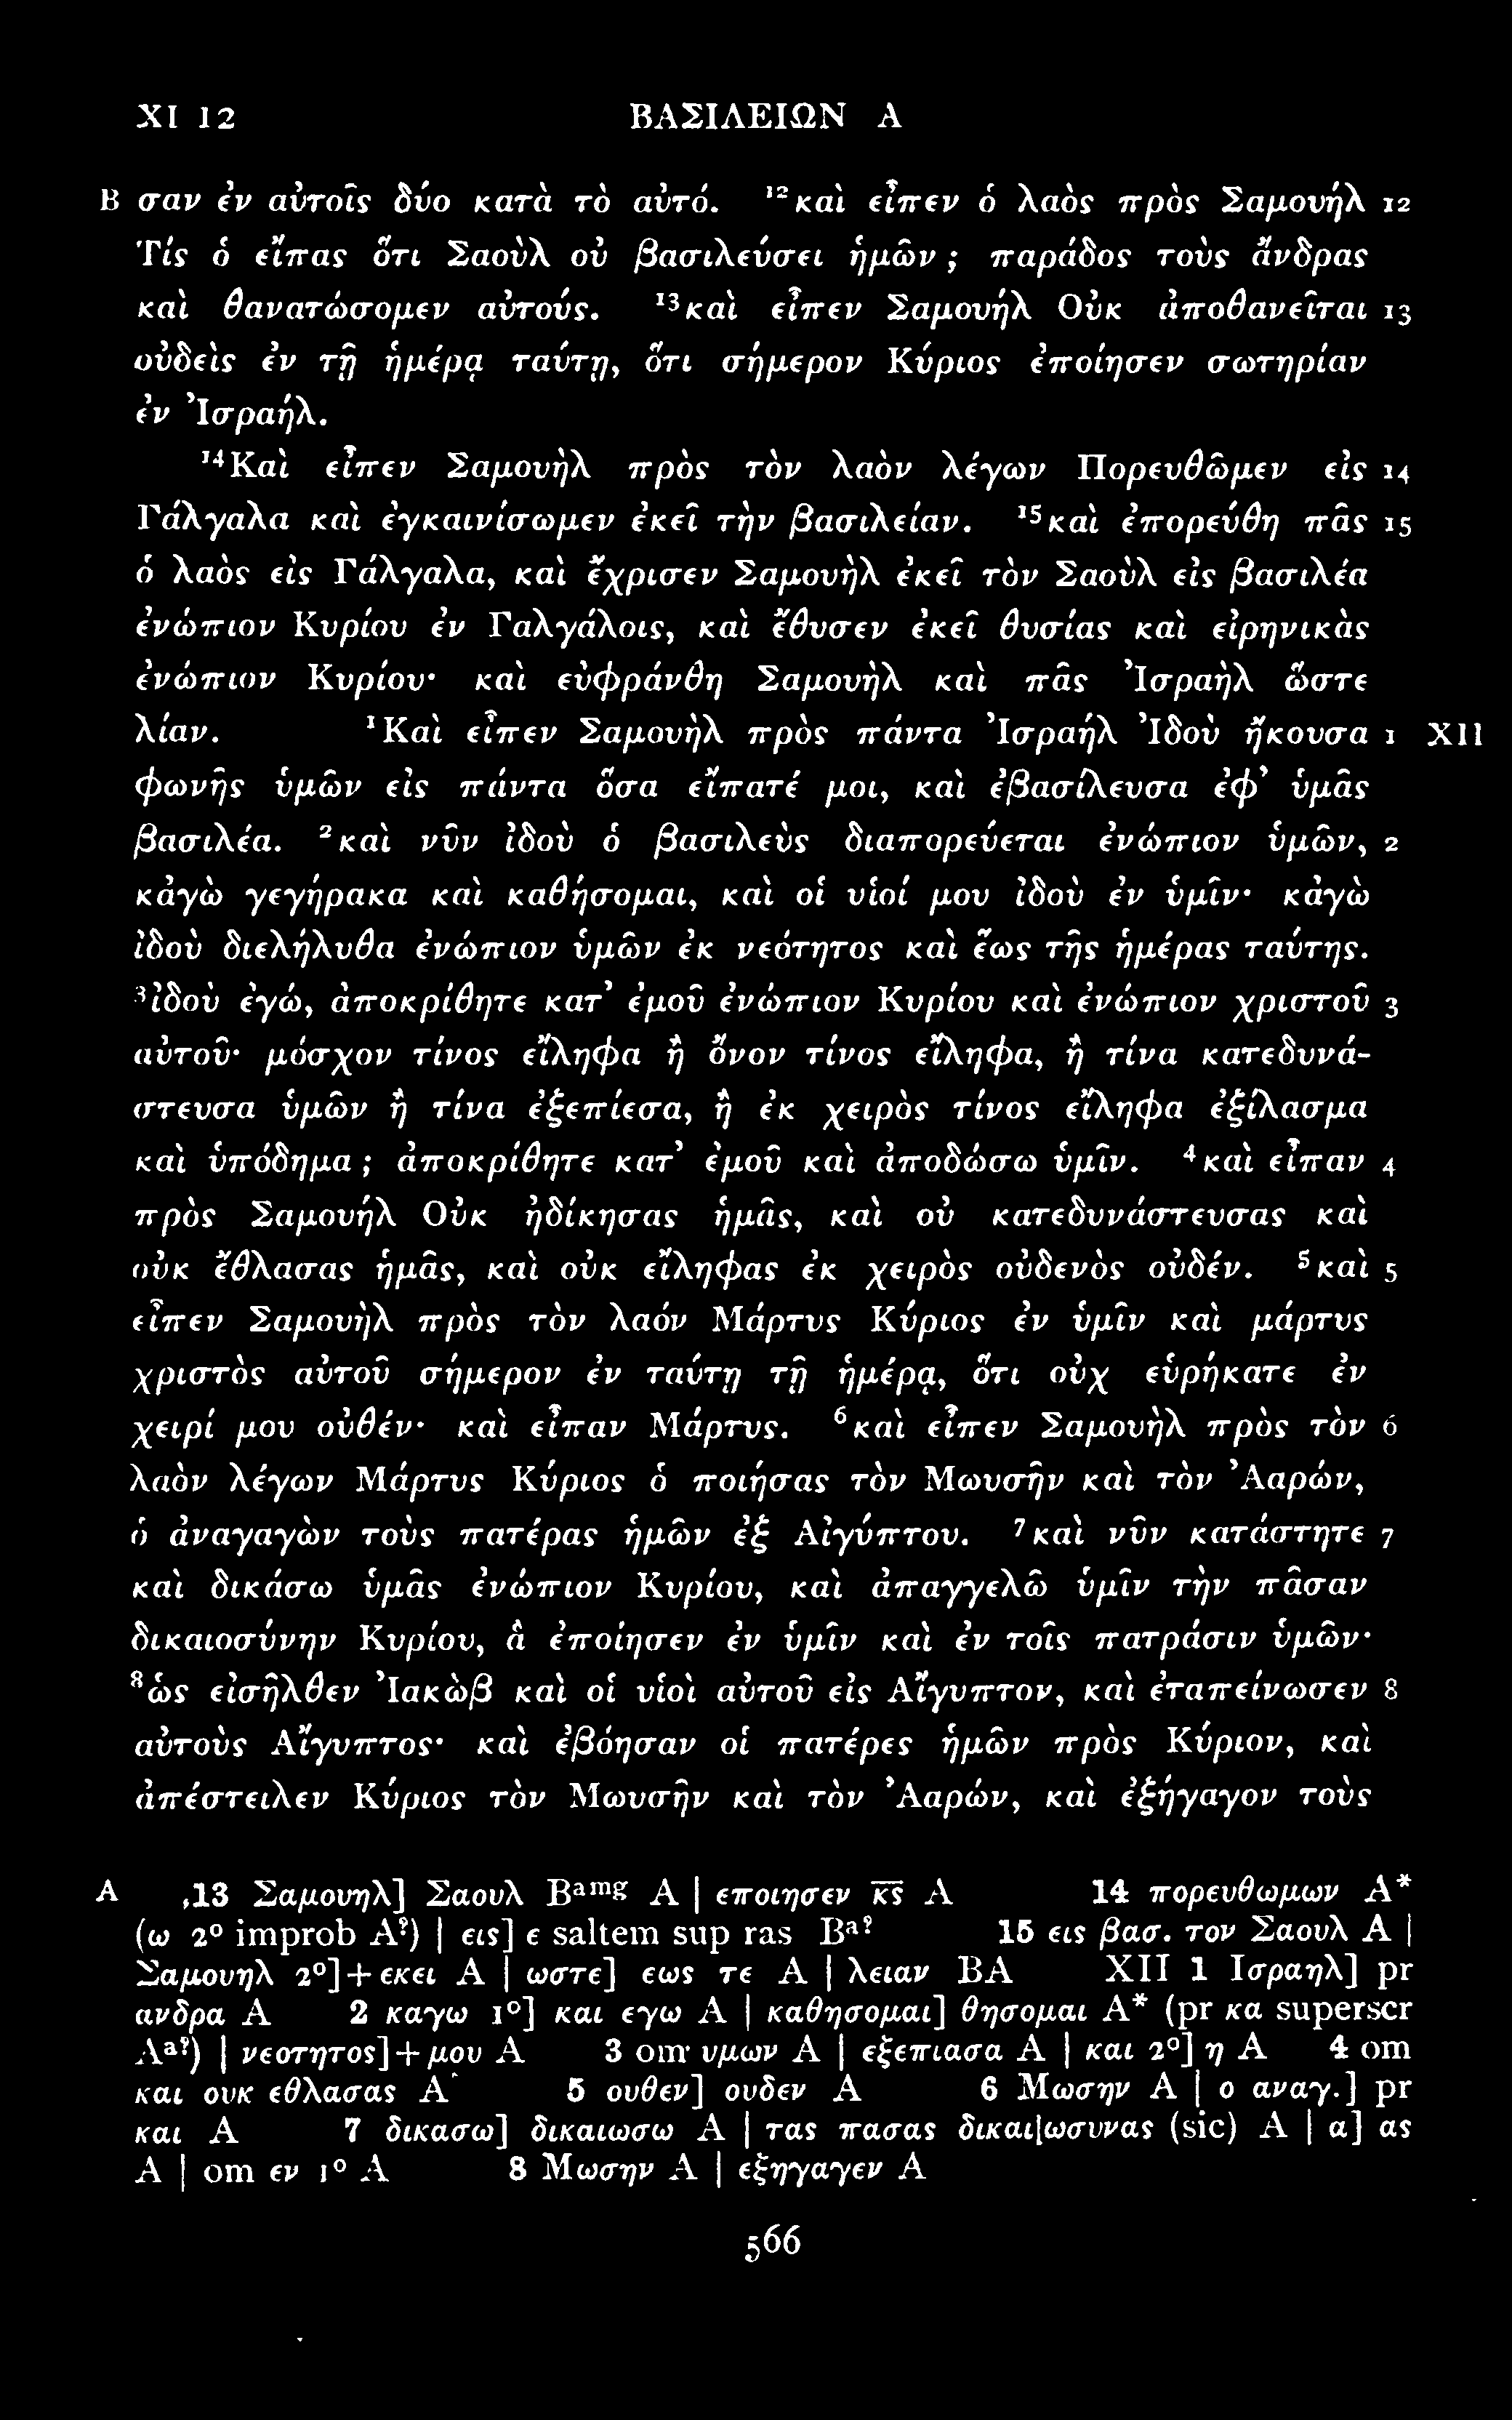 XI 12 ΒΑΣΙΛΕΙΩΝ Α
B σαν ἐν αὐτοῖς δύο κατὰ τὸ αὐτό. ¹²καὶ εἶπεν ὁ λαὸς πρὸς Σαμουήλ 12
Τίς ὁ εἴπας ὅτι Σαοὺλ οὐ βασιλεύσει ἡμῶν; παράδος τοὺς ἄνδρας
καὶ θανατώσομεν αὐτούς. ¹³καὶ εἶπεν Σαμουήλ Οὐκ ἀποθανεῖται 13
οὐδεὶς ἐν τῇ ἡμέρᾳ ταύτῃ, ὅτι σήμερον Κύριος ἐποίησεν σωτηρίαν
ἐν Ἰσραήλ.
¹⁴Καὶ εἶπεν Σαμουὴλ πρὸς τὸν λαὸν λέγων Πορευθῶμεν εἰς 14
Γάλγαλα καὶ ἐγκαινίσωμεν ἐκεῖ τὴν βασιλείαν. ¹⁵καὶ ἐπορεύθη πᾶς 15
ὁ λαὸς εἰς Γάλγαλα, καὶ ἔχρισεν Σαμουὴλ ἐκεῖ τὸν Σαοὺλ εἰς βασιλέα
ἐνώπιον Κυρίου ἐν Γαλγάλοις, καὶ ἔθυσεν ἐκεῖ θυσίας καὶ εἰρηνικὰς
ἐνώπιον Κυρίου· καὶ εὐφράνθη Σαμουὴλ καὶ πᾶς Ἰσραὴλ ὥστε
λίαν. ¹Καὶ εἶπεν Σαμουὴλ πρὸς πάντα Ἰσραήλ Ἰδοὺ ἤκουσα 1 XII
φωνῆς ὑμῶν εἰς πάντα ὅσα εἴπατέ μοι, καὶ ἐβασίλευσα ἐφ’ ὑμᾶς
βασιλέα. ²καὶ νῦν ἰδοὺ ὁ βασιλεὺς διαπορεύεται ἐνώπιον ὑμῶν, 2
κἀγὼ γεγήρακα καὶ καθήσομαι, καὶ οἱ υἱοί μου ἰδοὺ ἐν ὑμῖν· κἀγὼ
ἰδοὺ διελήλυθα ἐνώπιον ὑμῶν ἐκ νεότητος καὶ ἕως τῆς ἡμέρας ταύτης.
³ἰδοὺ ἐγώ, ἀποκρίθητε κατ’ ἐμοῦ ἐνώπιον Κυρίου καὶ ἐνώπιον χριστοῦ 3
αὐτοῦ· μόσχον τίνος εἴληφα ἢ ὄνον τίνος εἴληφα, ἢ τίνα κατεδυνά-
στευσα ὑμῶν ἢ τίνα ἐξεπίεσα, ἢ ἐκ χειρὸς τίνος εἴληφα ἐξίλασμα
καὶ ὑπόδημα; ἀποκρίθητε κατ’ ἐμοῦ καὶ ἀποδώσω ὑμῖν. ⁴καὶ εἶπαν 4
πρὸς Σαμουήλ Οὐκ ἠδίκησας ἡμᾶς, καὶ οὐ κατεδυνάστευσας καὶ
οὐκ ἔθλασας ἡμᾶς, καὶ οὐκ εἴληφας ἐκ χειρὸς οὐδενὸς οὐδέν. ⁵καὶ 5
εἶπεν Σαμουὴλ πρὸς τὸν λαόν Μάρτυς Κύριος ἐν ὑμῖν καὶ μάρτυς
χριστὸς αὐτοῦ σήμερον ἐν ταύτῃ τῇ ἡμέρᾳ, ὅτι οὐχ εὑρήκατε ἐν
χειρί μου οὐθέν· καὶ εἶπαν Μάρτυς. ⁶καὶ εἶπεν Σαμουὴλ πρὸς τὸν 6
λαὸν λέγων Μάρτυς Κύριος ὁ ποιήσας τὸν Μωυσῆν καὶ τὸν Ἀαρών,
ὁ ἀναγαγὼν τοὺς πατέρας ἡμῶν ἐξ Αἰγύπτου. ⁷καὶ νῦν κατάστητε 7
καὶ δικάσω ὑμᾶς ἐνώπιον Κυρίου, καὶ ἀπαγγελῶ ὑμῖν τὴν πᾶσαν
δικαιοσύνην Κυρίου, ἃ ἐποίησεν ἐν ὑμῖν καὶ ἐν τοῖς πατράσιν ὑμῶν·
⁸ὡς εἰσῆλθεν Ἰακὼβ καὶ οἱ υἱοὶ αὐτοῦ εἰς Αἴγυπτον, καὶ ἐταπείνωσεν 8
αὐτοὺς Αἴγυπτος· καὶ ἐβόησαν οἱ πατέρες ἡμῶν πρὸς Κύριον, καὶ
ἀπέστειλεν Κύριος τὸν Μωυσῆν καὶ τὸν Ἀαρών, καὶ ἐξήγαγον τοὺς
A 13 Σαμουηλ] Σαουλ Bᵃᵐᵍ A | εποιησεν κ̅ς̅ A 14 πορευθωμων A*
(ω 2° improb A?) | εις] ε saltem sup ras Bᵃ? 15 εις βασ. τον Σαουλ A |
Σαμουηλ 2°]+εκει A | ωστε] εως τε A | λειαν BA XII 1 Ισραηλ] pr
ανδρα A 2 καγω 1°] και εγω A | καθησομαι] θησομαι A* (pr κα superscr
Aᵃ?) | νεοτητος]+μου A 3 om υμων A | εξεπιασα A | και 2°] η A 4 om
και ουκ εθλασας A 5 ουθεν] ουδεν A 6 Μωσην A | ο αναγ.] pr
και A 7 δικασω] δικαιωσω A | τας πασας δικαι|ωσυνας (sic) A | α] ας
A | om εν 1° A 8 Μωσην A | εξηγαγεν A
566